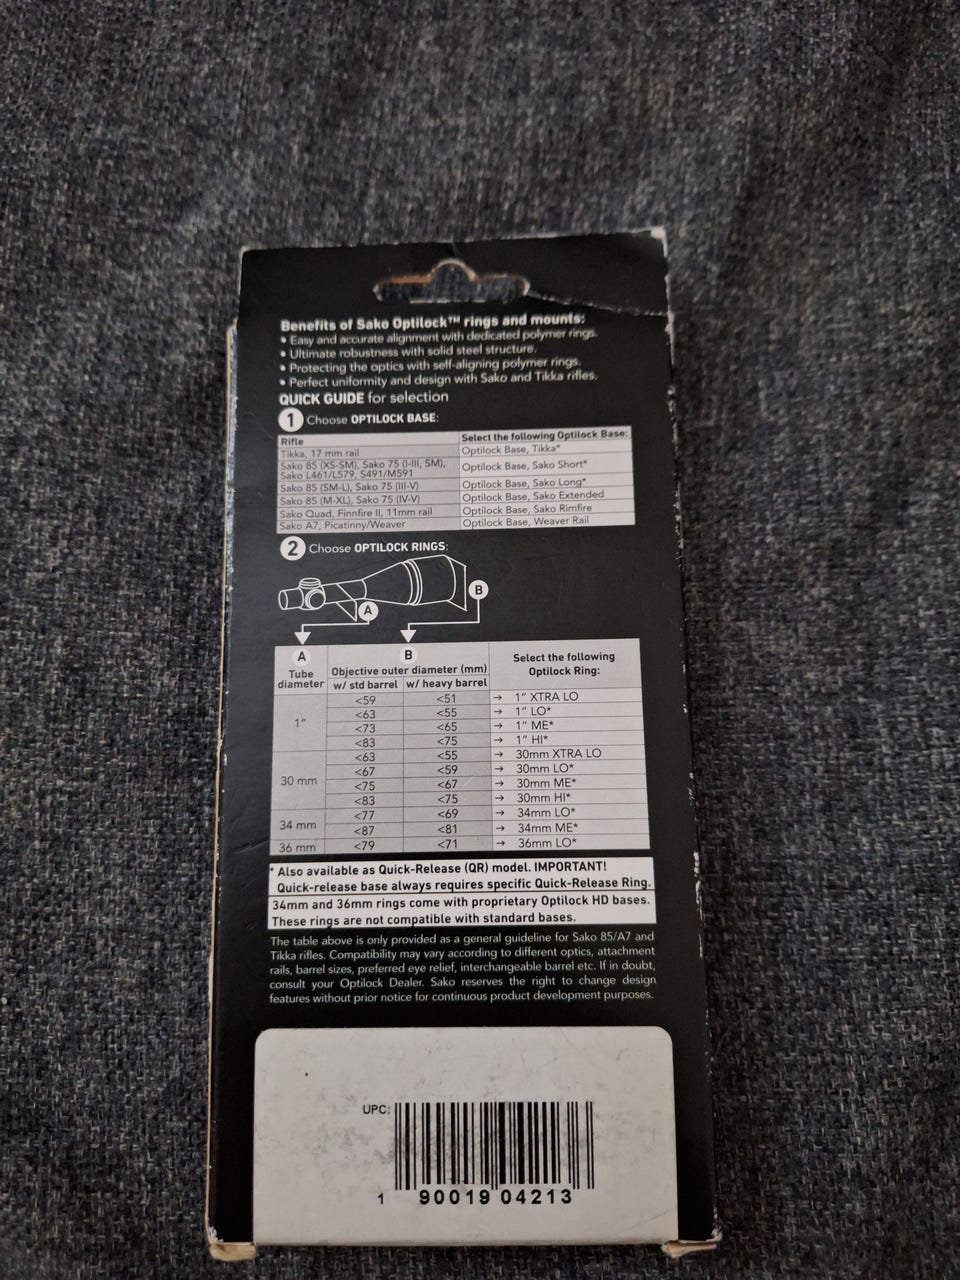 Benefits of Sako Optilock™ rings and mounts:
• Easy and accurate alignment with dedicated polymer rings.
• Ultimate robustness with solid steel structure.
• Protecting the optics with self-aligning polymer rings.
• Perfect uniformity and design with Sako and Tikka rifles.
QUICK GUIDE for selection
1 Choose OPTILOCK BASE:
Rifle Select the following Optilock Base:
Tikka, 17 mm rail Optilock Base, Tikka*
Sako 85 (XS-SM), Sako 75 (I-III, SM),
Sako L461/L579, S491/M591 Optilock Base, Sako Short*
Sako 85 (SM-L), Sako 75 (III-V) Optilock Base, Sako Long*
Sako 85 (M-XL), Sako 75 (IV-V) Optilock Base, Sako Extended
Sako Quad, Finnfire II, 11mm rail Optilock Base, Sako Rimfire
Sako A7, Picatinny/Weaver Optilock Base, Weaver Rail
2 Choose OPTILOCK RINGS:
B
A
A B
Tube diameter Objective outer diameter (mm) Select the following Optilock Ring:
w/ std barrel w/ heavy barrel
1" <59 <51 → 1" XTRA LO
<63 <55 → 1" LO*
<73 <65 → 1" ME*
<83 <75 → 1" HI*
30 mm <63 <55 → 30mm XTRA LO
<67 <59 → 30mm LO*
<75 <67 → 30mm ME*
<83 <75 → 30mm HI*
34 mm <77 <69 → 34mm LO*
<87 <81 → 34mm ME*
36 mm <79 <71 → 36mm LO*
* Also available as Quick-Release (QR) model. IMPORTANT!
Quick-release base always requires specific Quick-Release Ring.
34mm and 36mm rings come with proprietary Optilock HD bases.
These rings are not compatible with standard bases.
The table above is only provided as a general guideline for Sako 85/A7 and
Tikka rifles. Compatibility may vary according to different optics, attachment
rails, barrel sizes, preferred eye relief, interchangeable barrel etc. If in doubt,
consult your Optilock Dealer. Sako reserves the right to change design
features without prior notice for continuous product development purposes.
UPC:
1 90019 04213